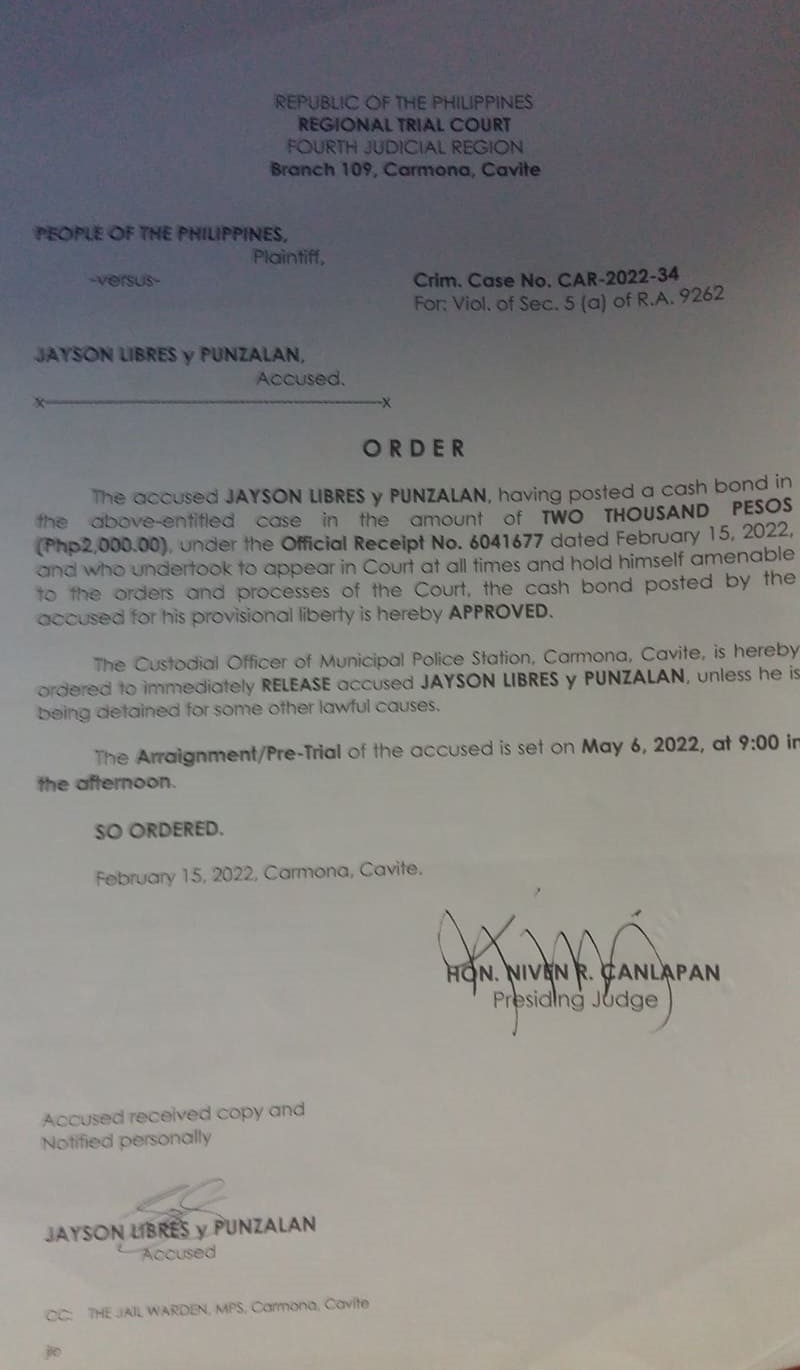 REPUBLIC OF THE PHILIPPINES
REGIONAL TRIAL COURT
FOURTH JUDICIAL REGION
Branch 109, Carmona, Cavite
PEOPLE OF THE PHILIPPINES,
Plaintiff,
-versus-
Crim. Case No. CAR-2022-34
For: Viol. of Sec. 5 (a) of R.A. 9262
JAYSON LIBRES y PUNZALAN,
Accused.
x-------------------------------------------------x
ORDER
The accused JAYSON LIBRES y PUNZALAN, having posted a cash bond in
the above-entitled case in the amount of TWO THOUSAND PESOS
(Php2,000.00), under the Official Receipt No. 6041677 dated February 15, 2022,
and who undertook to appear in Court at all times and hold himself amenable
to the orders and processes of the Court, the cash bond posted by the
accused for his provisional liberty is hereby APPROVED.
The Custodial Officer of Municipal Police Station, Carmona, Cavite, is hereby
ordered to immediately RELEASE accused JAYSON LIBRES y PUNZALAN, unless he is
being detained for some other lawful causes.
The Arraignment/Pre-Trial of the accused is set on May 6, 2022, at 9:00 in
the afternoon.
SO ORDERED.
February 15, 2022, Carmona, Cavite.
HON. NIVEN R. CANLAPAN
Presiding Judge
Accused received copy and
Notified personally
JAYSON LIBRES y PUNZALAN
Accused
CC: THE JAIL WARDEN, MPS, Carmona, Cavite